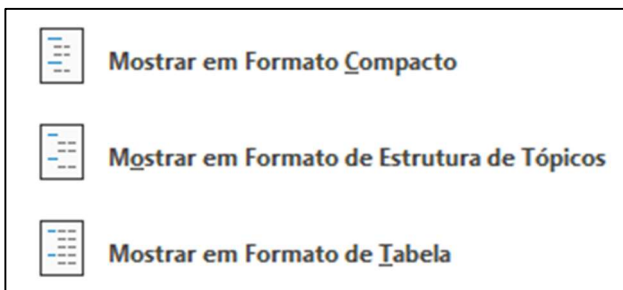 Mostrar em Formato Compacto
Mostrar em Formato de Estrutura de Tópicos
Mostrar em Formato de Tabela